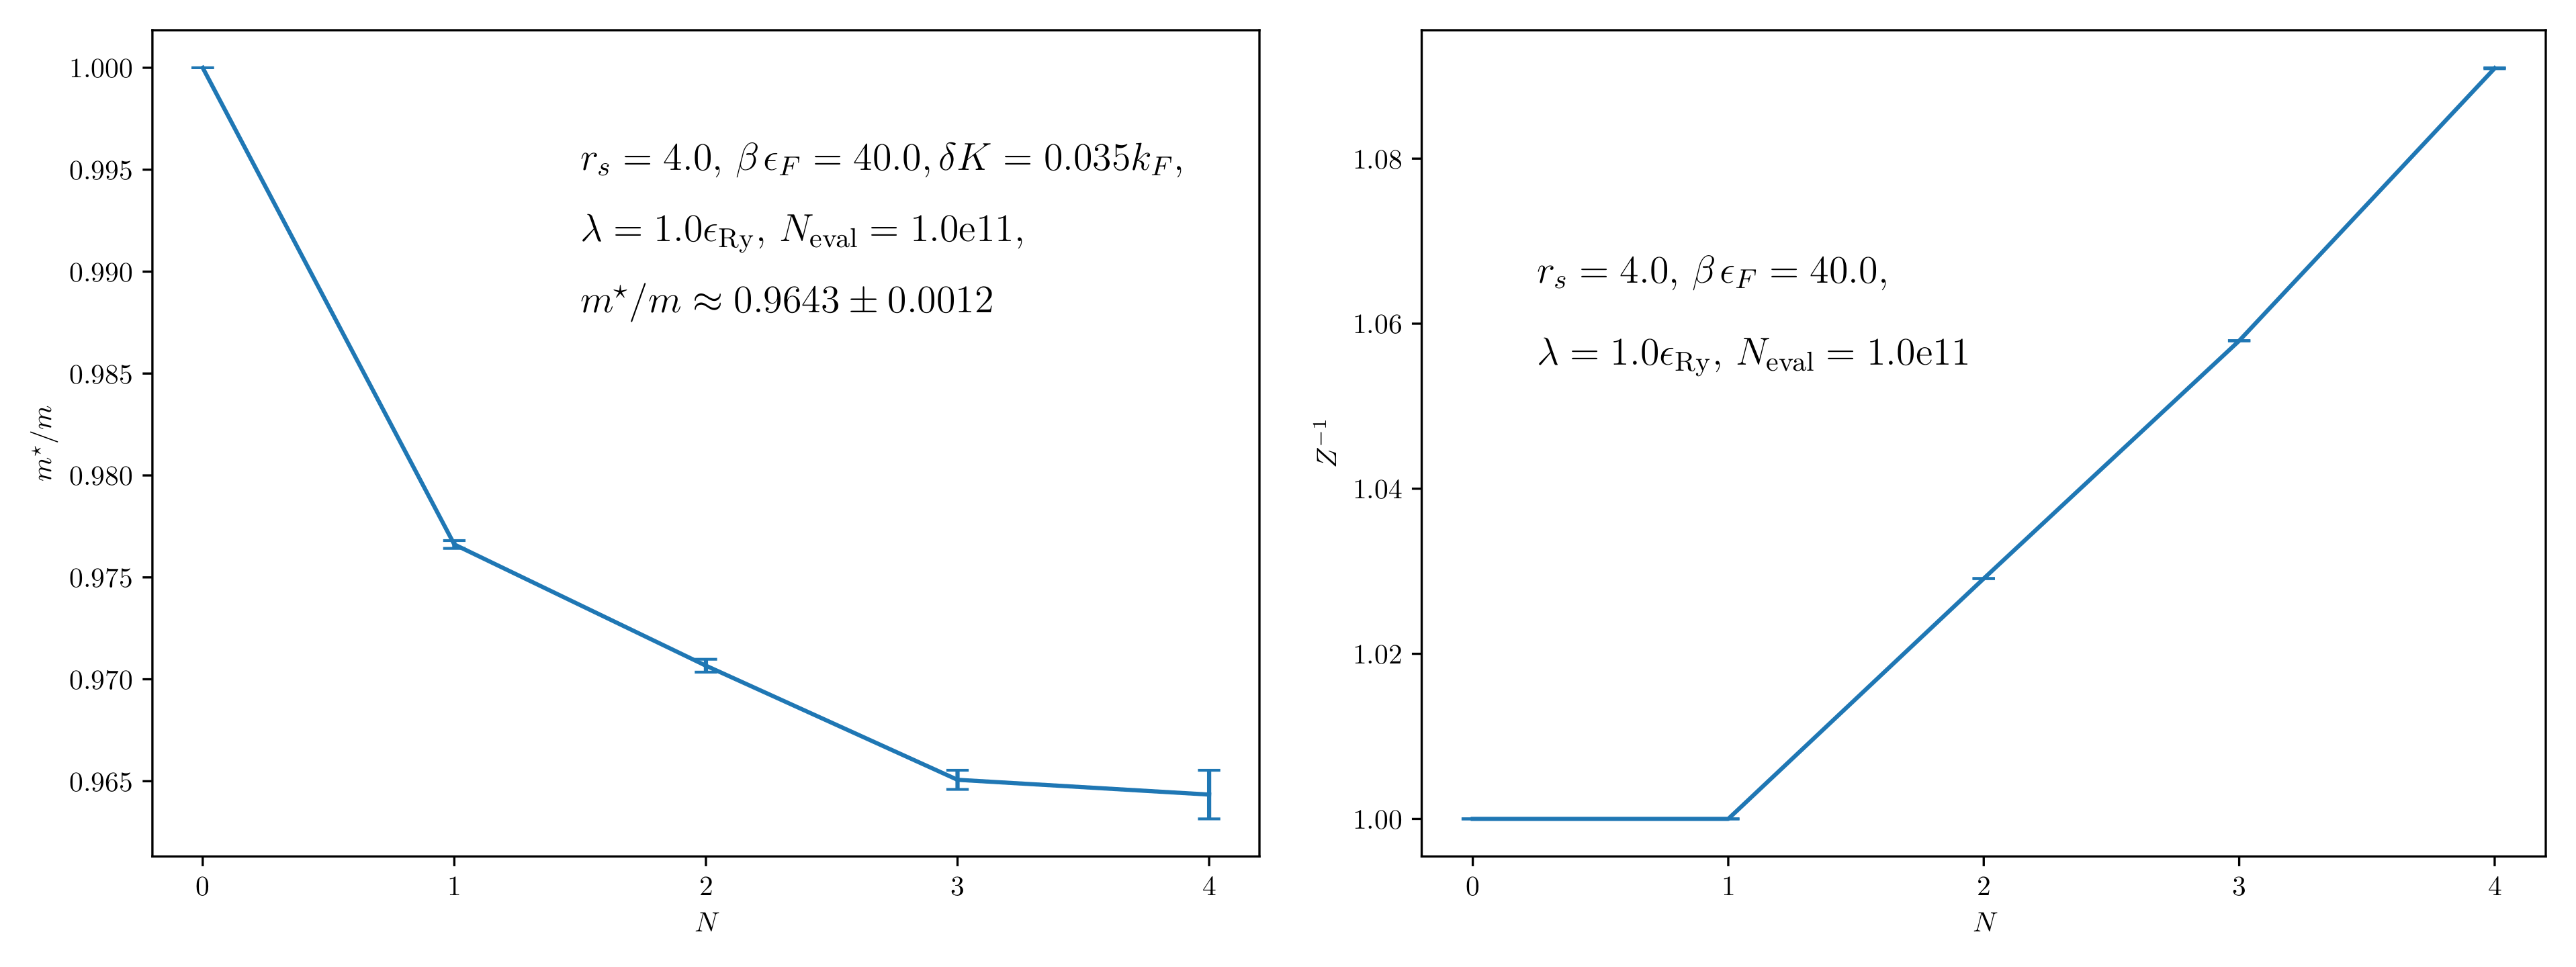 1.000
0.995
0.990
0.985
0.980
0.975
0.970
0.965
m⋆/m
r_s = 4.0, β ϵ_F = 40.0, δK = 0.035k_F,
λ = 1.0ϵ_Ry, N_eval = 1.0e11,
m⋆/m ≈ 0.9643 ± 0.0012
0 1 2 3 4
N
1.08
1.06
1.04
1.02
1.00
Z⁻¹
r_s = 4.0, β ϵ_F = 40.0,
λ = 1.0ϵ_Ry, N_eval = 1.0e11
0 1 2 3 4
N